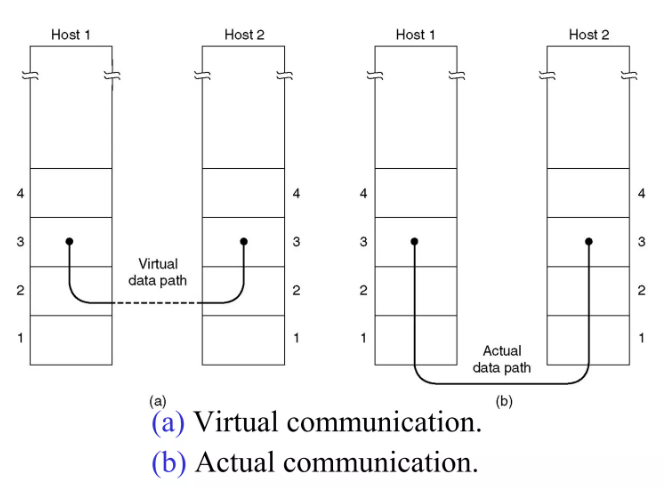 Host 1
Host 2
Host 1
Host 2
4
4
4
4
3
3
3
3
Virtual
data path
2
2
2
2
1
1
1
1
Actual
data path
(a)
(b)
(a) Virtual communication.
(b) Actual communication.